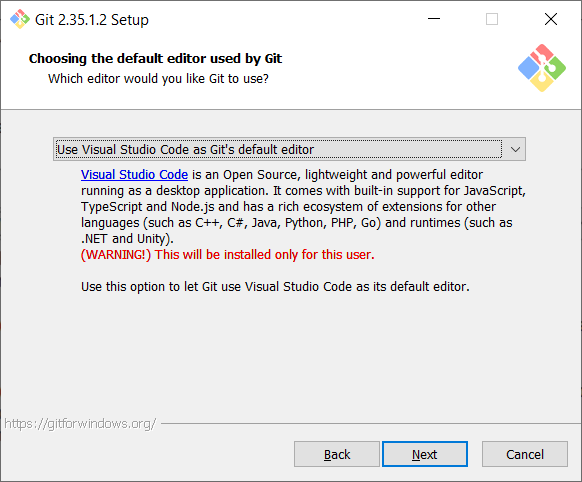 Git 2.35.1.2 Setup
Choosing the default editor used by Git
Which editor would you like Git to use?
Use Visual Studio Code as Git's default editor
Visual Studio Code is an Open Source, lightweight and powerful editor
running as a desktop application. It comes with built-in support for JavaScript,
TypeScript and Node.js and has a rich ecosystem of extensions for other
languages (such as C++, C#, Java, Python, PHP, Go) and runtimes (such as
.NET and Unity).
(WARNING!) This will be installed only for this user.
Use this option to let Git use Visual Studio Code as its default editor.
https://gitforwindows.org/
Back Next Cancel